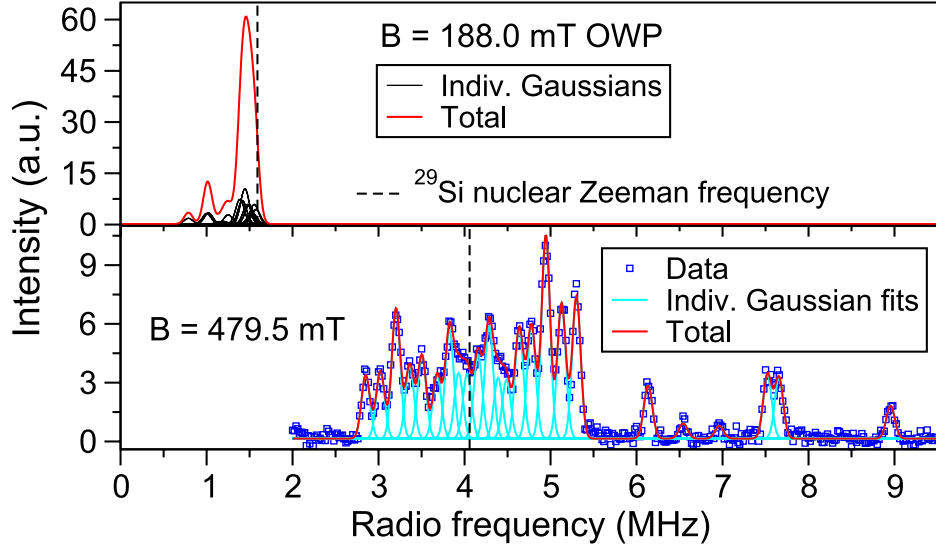 60
45
30
15
0
Intensity (a.u.)
B = 188.0 mT OWP
Indiv. Gaussians
Total
²⁹Si nuclear Zeeman frequency
9
6
3
0
B = 479.5 mT
Data
Indiv. Gaussian fits
Total
0 1 2 3 4 5 6 7 8 9
Radio frequency (MHz)